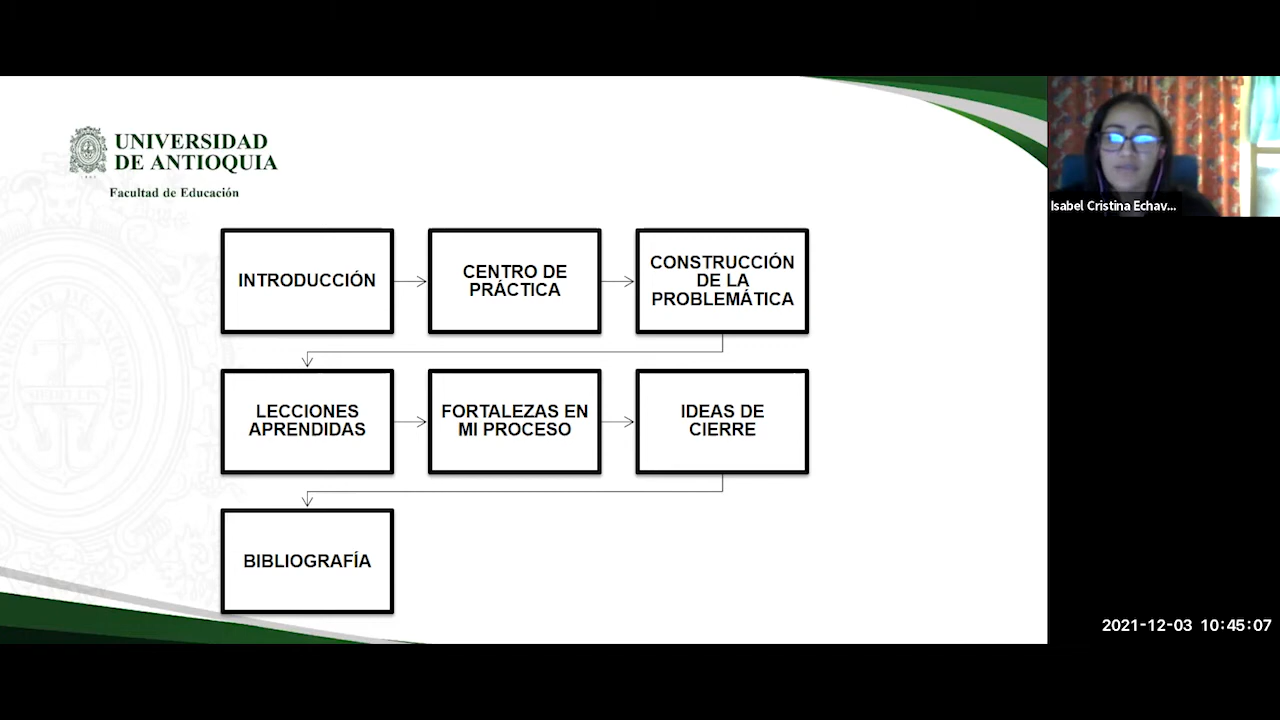 UNIVERSIDAD
DE ANTIOQUIA
Facultad de Educación
INTRODUCCIÓN
CENTRO DE
PRÁCTICA
CONSTRUCCIÓN
DE LA
PROBLEMÁTICA
LECCIONES
APRENDIDAS
FORTALEZAS EN
MI PROCESO
IDEAS DE
CIERRE
BIBLIOGRAFÍA
Isabel Cristina Echav...
2021-12-03 10:45:07